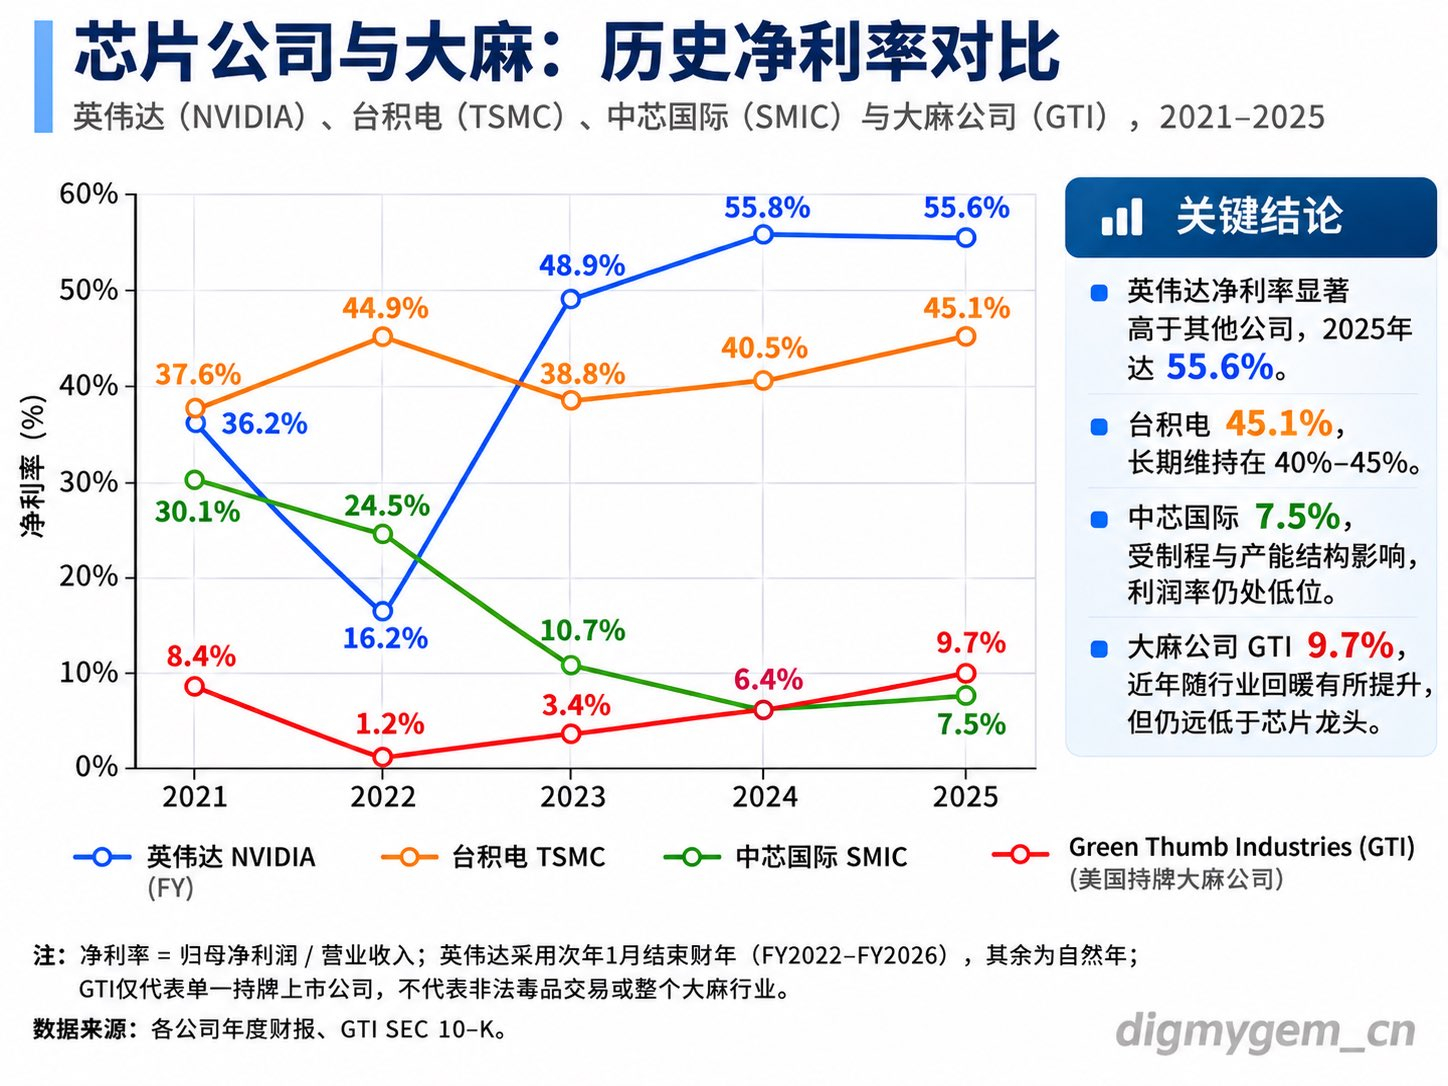 芯片公司与大麻：历史净利率对比
英伟达（NVIDIA）、台积电（TSMC）、中芯国际（SMIC）与大麻公司（GTI），2021–2025
净利率（%）
60%
50%
40%
30%
20%
10%
0%
55.8%
55.6%
48.9%
44.9%
45.1%
40.5%
37.6%
38.8%
36.2%
30.1%
24.5%
16.2%
10.7%
8.4%
9.7%
6.4%
3.4%
1.2%
7.5%
2021
2022
2023
2024
2025
关键结论
英伟达净利率显著
高于其他公司，2025年
达 55.6%。
台积电 45.1%，
长期维持在 40%–45%。
中芯国际 7.5%，
受制程与产能结构影响，
利润率仍处低位。
大麻公司 GTI 9.7%，
近年随行业回暖有所提升，
但仍远低于芯片龙头。
英伟达 NVIDIA
(FY)
台积电 TSMC
中芯国际 SMIC
Green Thumb Industries (GTI)
(美国持牌大麻公司)
注：净利率 = 归母净利润 / 营业收入；英伟达采用次年1月结束财年（FY2022–FY2026），其余为自然年；
GTI仅代表单一持牌上市公司，不代表非法毒品交易或整个大麻行业。
数据来源：各公司年度财报、GTI SEC 10–K。
digmygem_cn